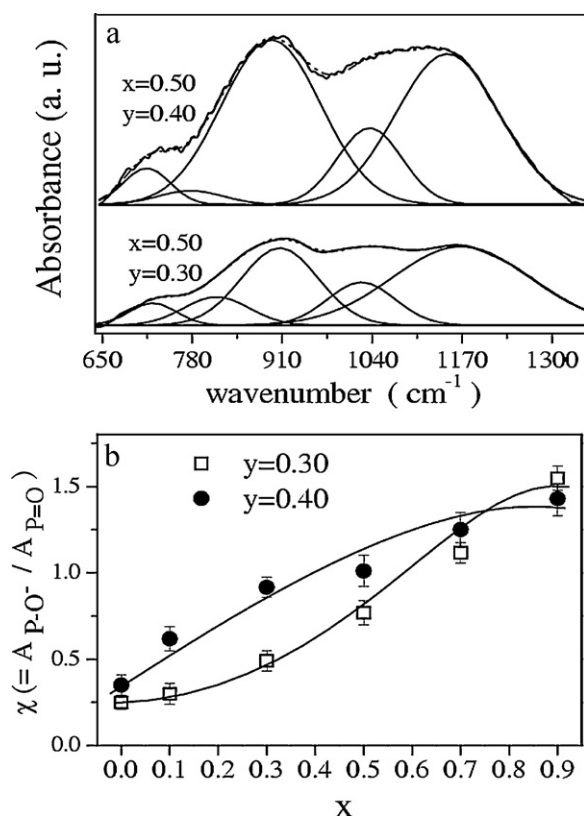 a
x=0.50
y=0.40
x=0.50
y=0.30
Absorbance (a. u.)
650 780 910 1040 1170 1300
wavenumber ( cm⁻¹)
b
y=0.30
y=0.40
χ (= A P-O⁻ / A P=O)
1.5
1.0
0.5
0.0
0.0 0.1 0.2 0.3 0.4 0.5 0.6 0.7 0.8 0.9
x